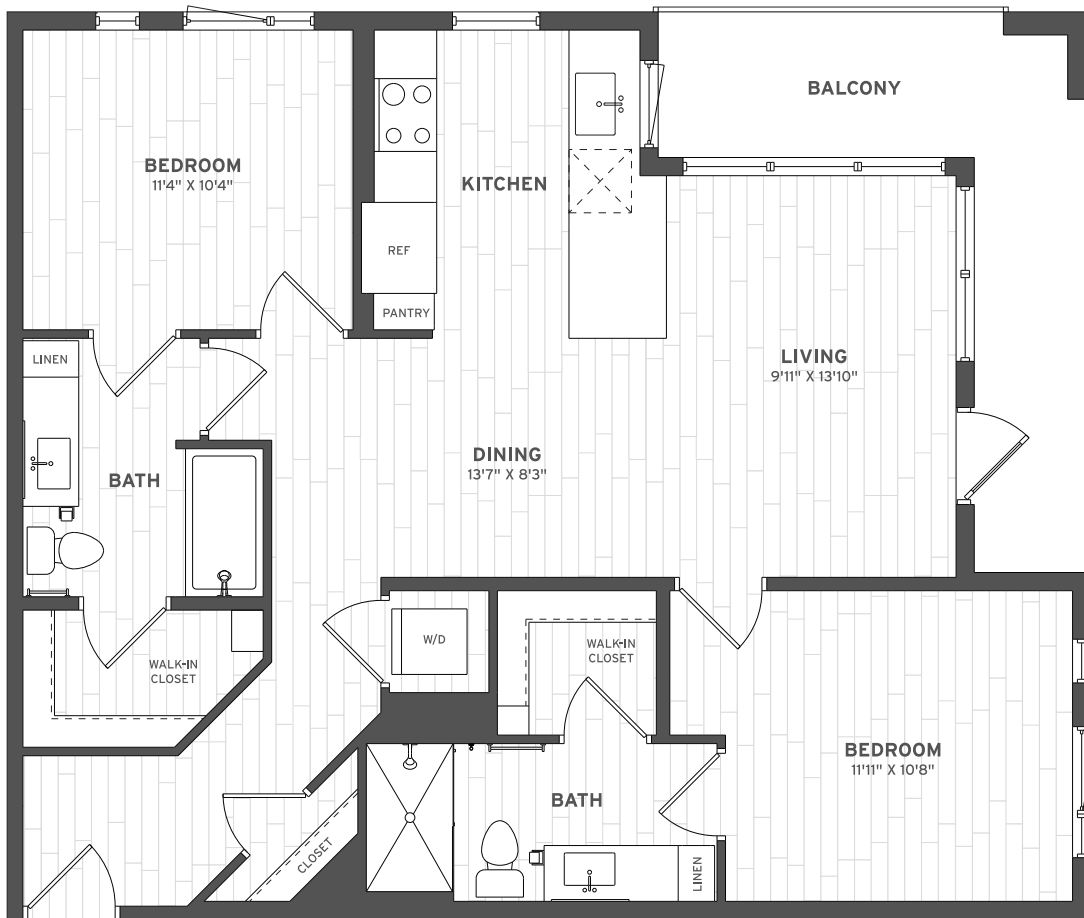 BALCONY
BEDROOM
11'4" X 10'4"
KITCHEN
REF
PANTRY
LINEN
LIVING
9'11" X 13'10"
DINING
13'7" X 8'3"
BATH
W/D
WALK-IN
CLOSET
WALK-IN
CLOSET
BEDROOM
11'11" X 10'8"
BATH
CLOSET
LINEN